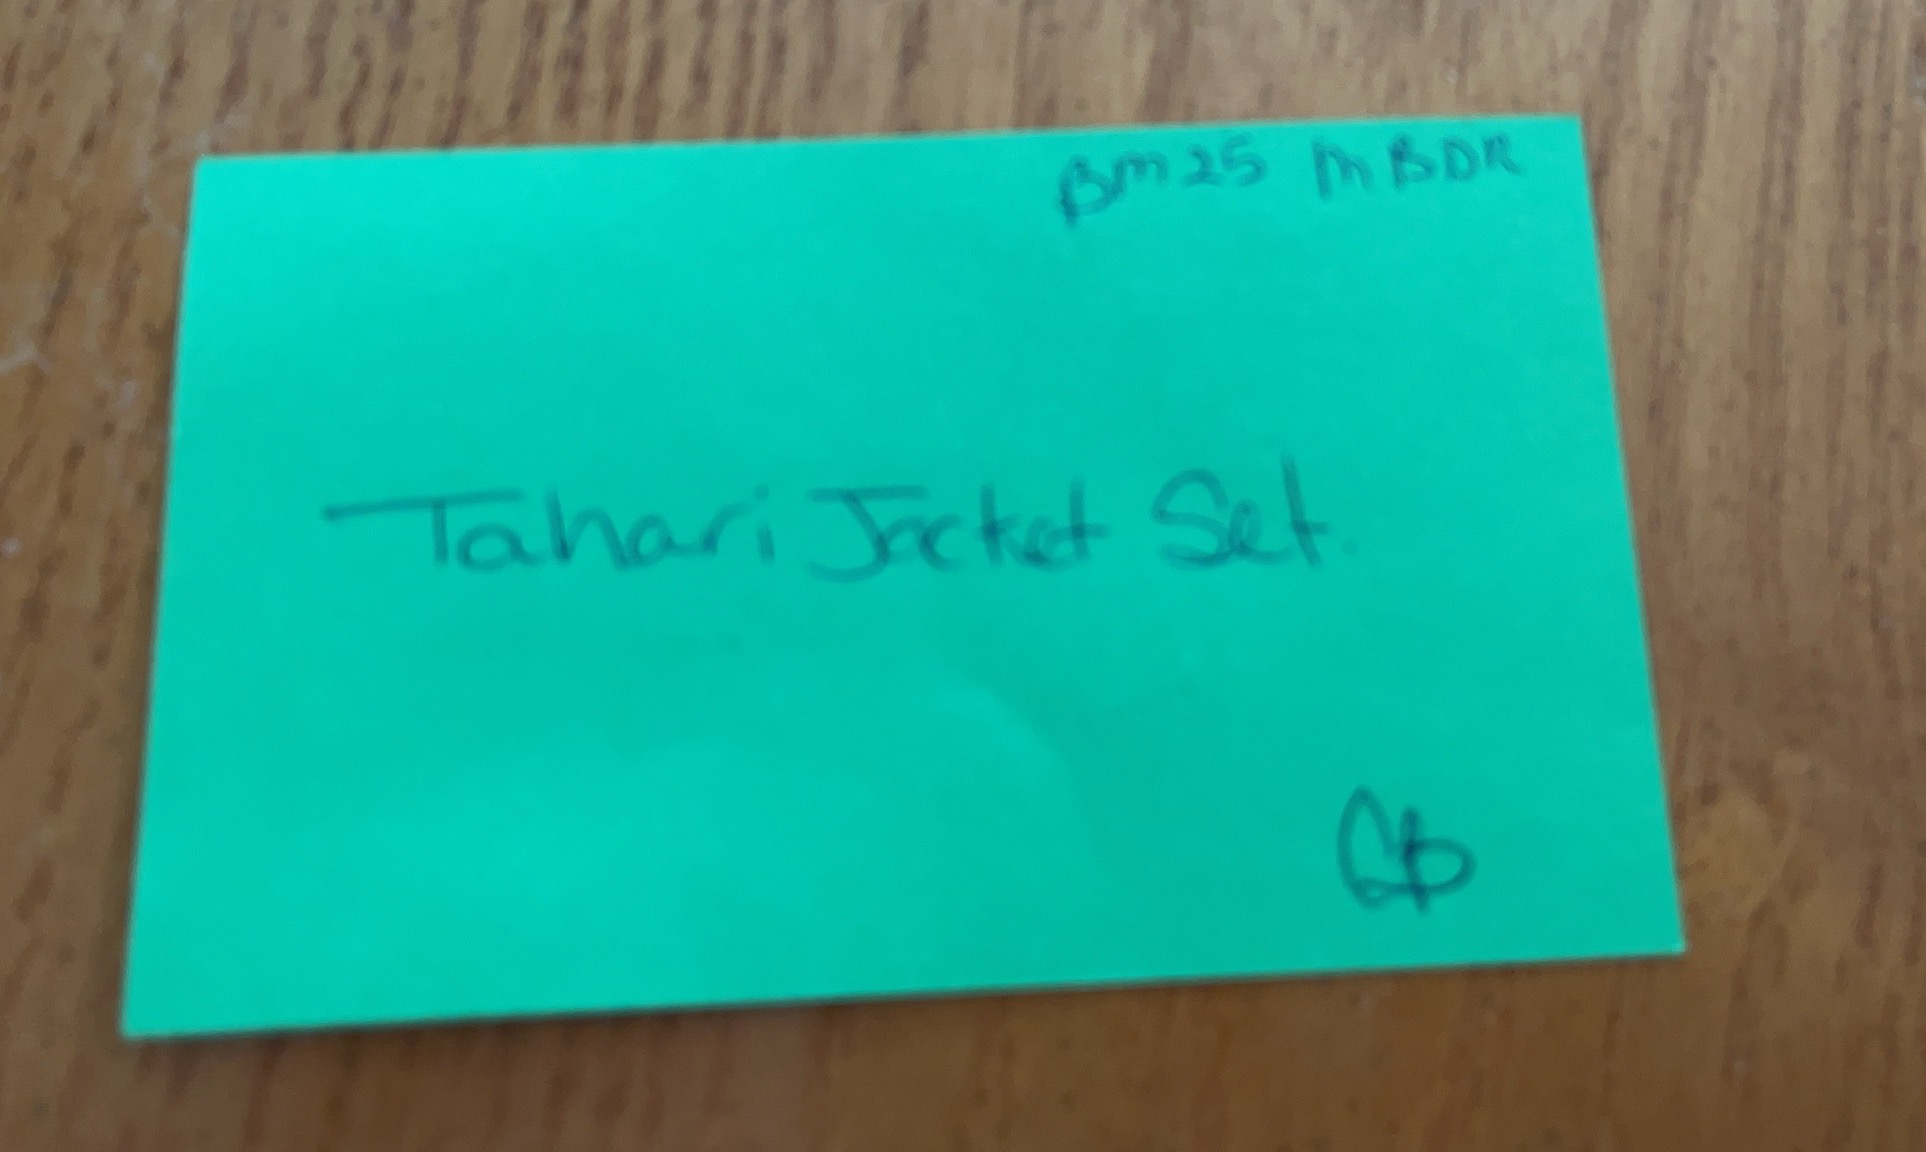 BM25 MBDR
Tahari Jacket Set.